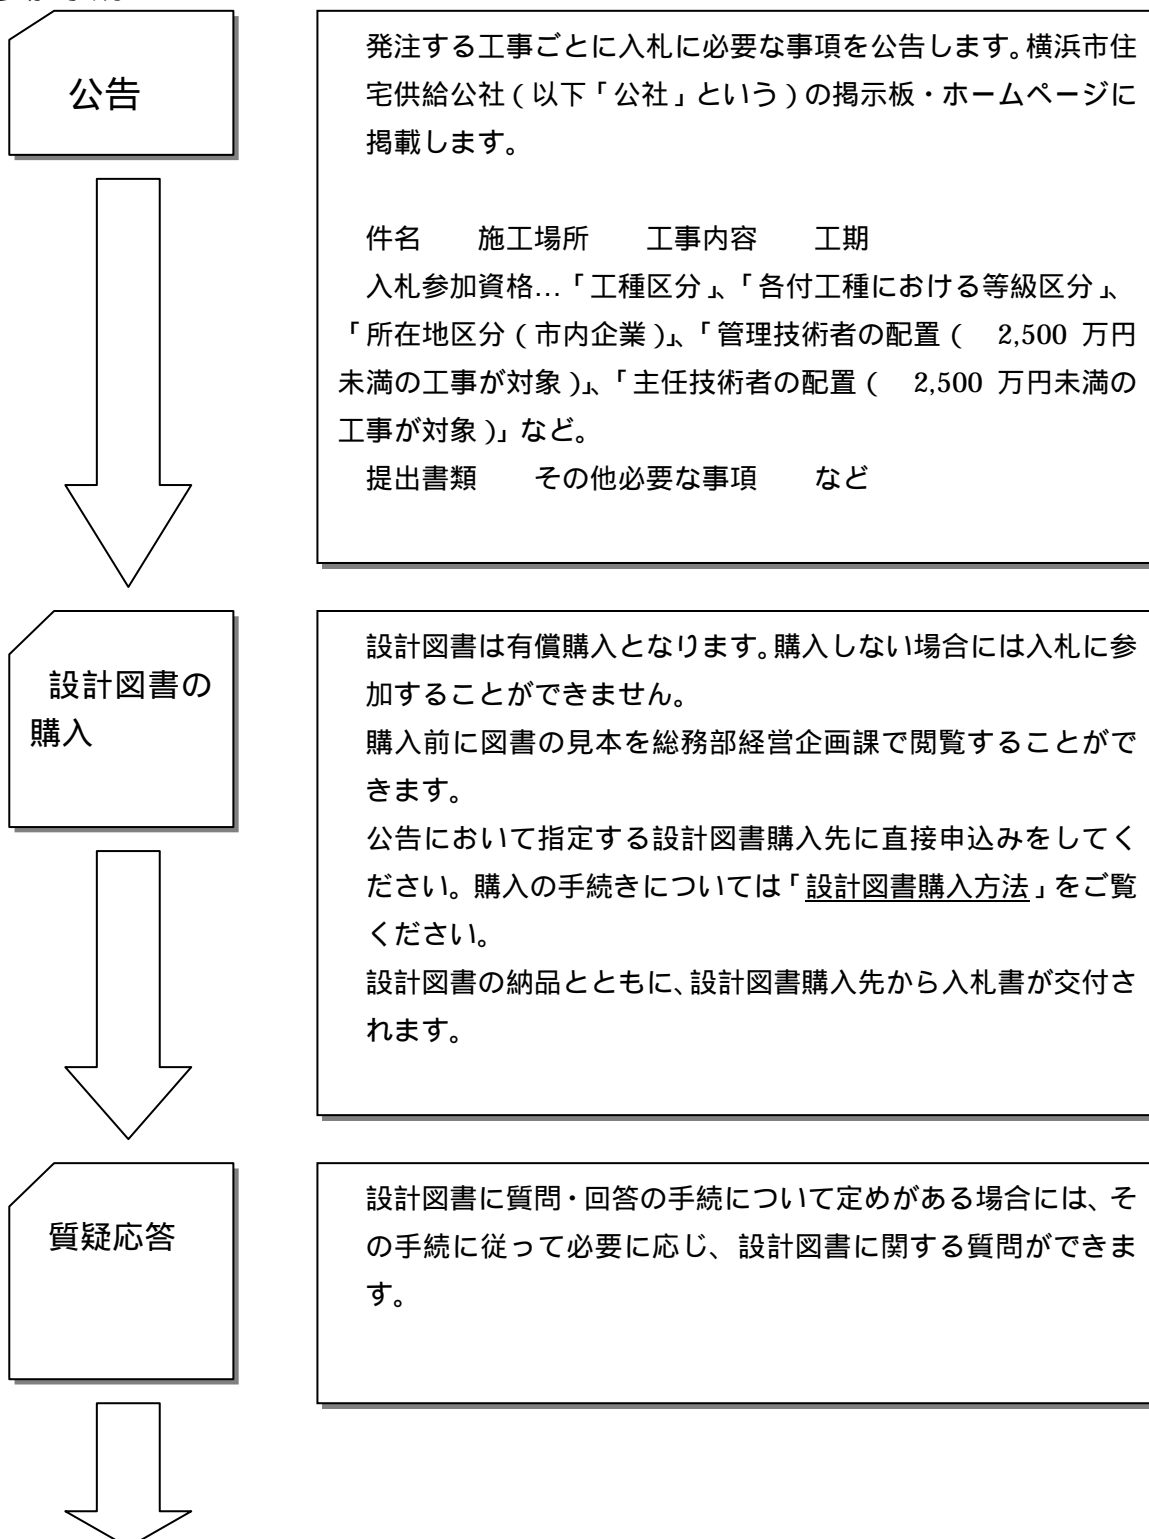 公告
発注する工事ごとに入札に必要な事項を公告します。横浜市住
宅供給公社（以下「公社」という）の掲示板・ホームページに
掲載します。
件名　施工場所　工事内容　工期
入札参加資格…「工種区分」、「各付工種における等級区分」、
「所在地区分（市内企業）」、「管理技術者の配置（　2,500 万円
未満の工事が対象）」、「主任技術者の配置（　2,500 万円未満の
工事が対象）」など。
提出書類　その他必要な事項　など
設計図書の
購入
設計図書は有償購入となります。購入しない場合には入札に参
加することができません。
購入前に図書の見本を総務部経営企画課で閲覧することがで
きます。
公告において指定する設計図書購入先に直接申込みをしてく
ださい。購入の手続きについては「設計図書購入方法」をご覧
ください。
設計図書の納品とともに、設計図書購入先から入札書が交付さ
れます。
質疑応答
設計図書に質問・回答の手続について定めがある場合には、そ
の手続に従って必要に応じ、設計図書に関する質問ができま
す。